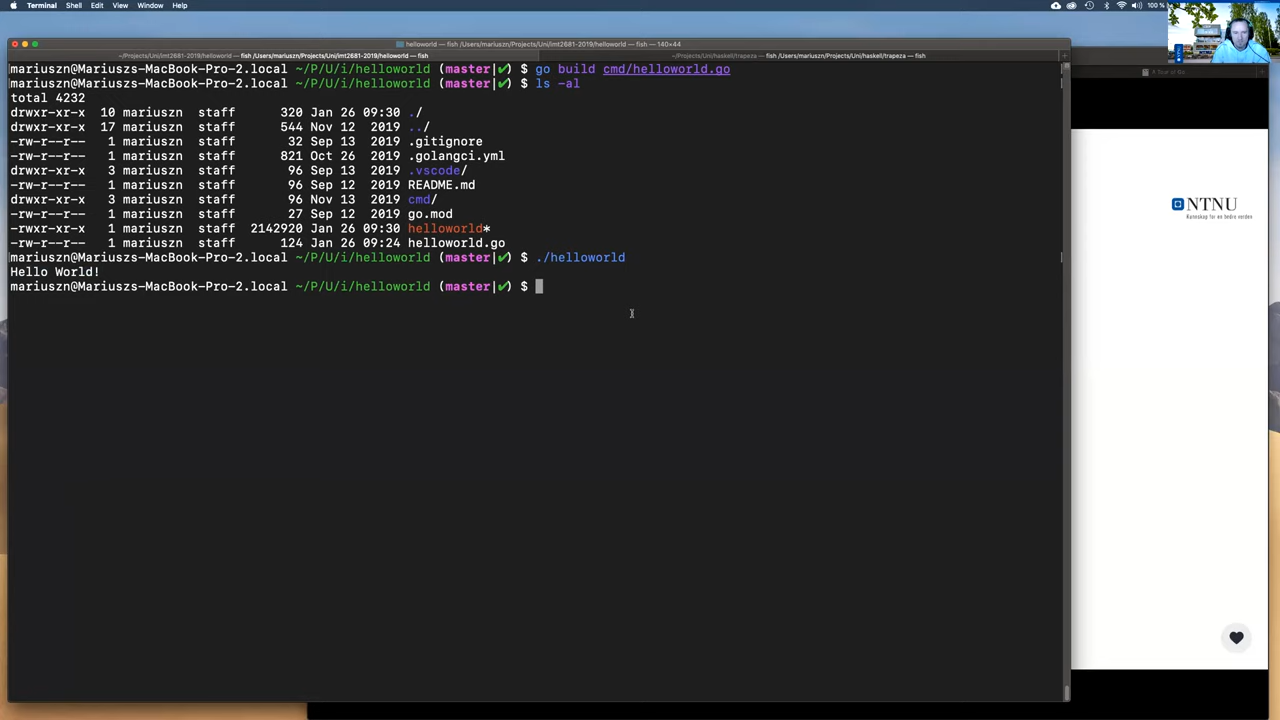 Terminal Shell Edit View Window Help 100 %
helloworld — fish /Users/mariuszn/Projects/Uni/imt2681-2019/helloworld — fish — 140×44
~/Projects/Uni/imt2681-2019/helloworld — fish /Users/mariuszn/Projects/Uni/imt2681-2019/helloworld — fish
~/Projects/Uni/haskell/trapeza — fish /Users/mariuszn/Projects/Uni/haskell/trapeza — fish
A Tour of Go
mariuszn@Mariuszs-MacBook-Pro-2.local ~/P/U/i/helloworld (master|✔) $ go build cmd/helloworld.go
mariuszn@Mariuszs-MacBook-Pro-2.local ~/P/U/i/helloworld (master|✔) $ ls -al
total 4232
drwxr-xr-x 10 mariuszn staff 320 Jan 26 09:30 ./
drwxr-xr-x 17 mariuszn staff 544 Nov 12 2019 ../
-rw-r--r-- 1 mariuszn staff 32 Sep 13 2019 .gitignore
-rw-r--r-- 1 mariuszn staff 821 Oct 26 2019 .golangci.yml
drwxr-xr-x 3 mariuszn staff 96 Sep 13 2019 .vscode/
-rw-r--r-- 1 mariuszn staff 96 Sep 12 2019 README.md
drwxr-xr-x 3 mariuszn staff 96 Nov 13 2019 cmd/
-rw-r--r-- 1 mariuszn staff 27 Sep 12 2019 go.mod
-rwxr-xr-x 1 mariuszn staff 2142920 Jan 26 09:30 helloworld*
-rw-r--r-- 1 mariuszn staff 124 Jan 26 09:24 helloworld.go
mariuszn@Mariuszs-MacBook-Pro-2.local ~/P/U/i/helloworld (master|✔) $ ./helloworld
Hello World!
mariuszn@Mariuszs-MacBook-Pro-2.local ~/P/U/i/helloworld (master|✔) $
NTNU
Kunnskap for en bedre verden